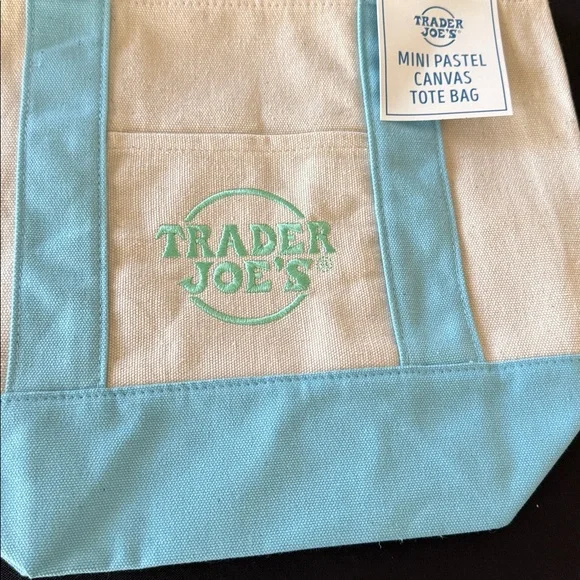 TRADER
JOE'S®
MINI PASTEL
CANVAS
TOTE BAG
TRADER
JOE'S®